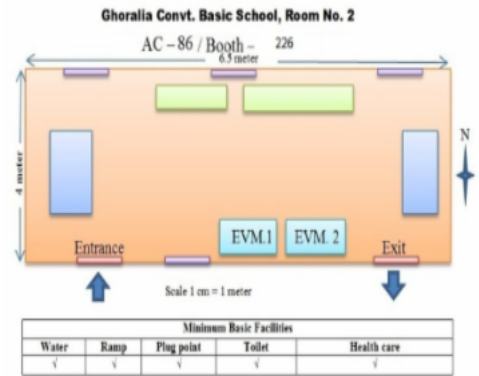 Ghoralia Convt. Basic School, Room No. 2
AC – 86 / Booth – 226
6.5 meter
4 meter
N
EVM.1 EVM. 2
Entrance Exit
Scale 1 cm = 1 meter
Minimum Basic Facilities
Water Ramp Plug point Toilet Health care
√ √ √ √ √